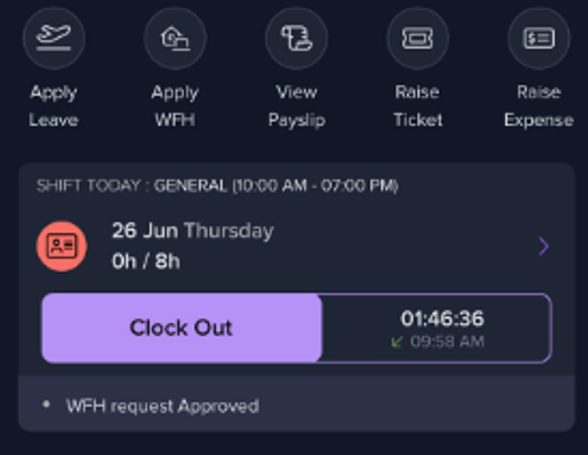 Apply Leave
Apply WFH
View Payslip
Raise Ticket
Raise Expense
SHIFT TODAY : GENERAL (10:00 AM - 07:00 PM)
26 Jun Thursday
0h / 8h
Clock Out
01:46:36
09:58 AM
WFH request Approved